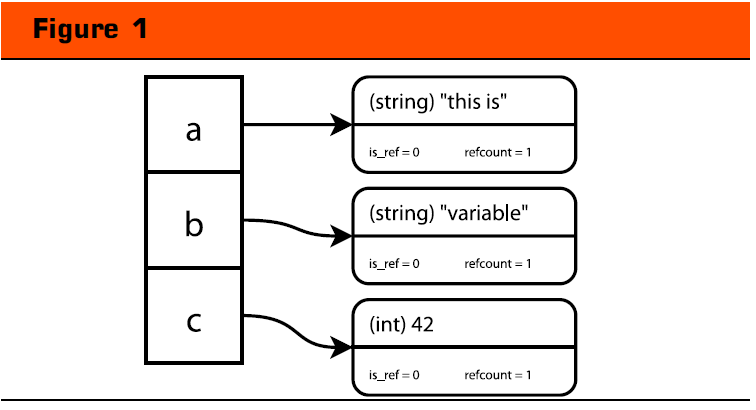 Figure 1
a
(string) "this is"
is_ref = 0 refcount = 1
b
(string) "variable"
is_ref = 0 refcount = 1
c
(int) 42
is_ref = 0 refcount = 1